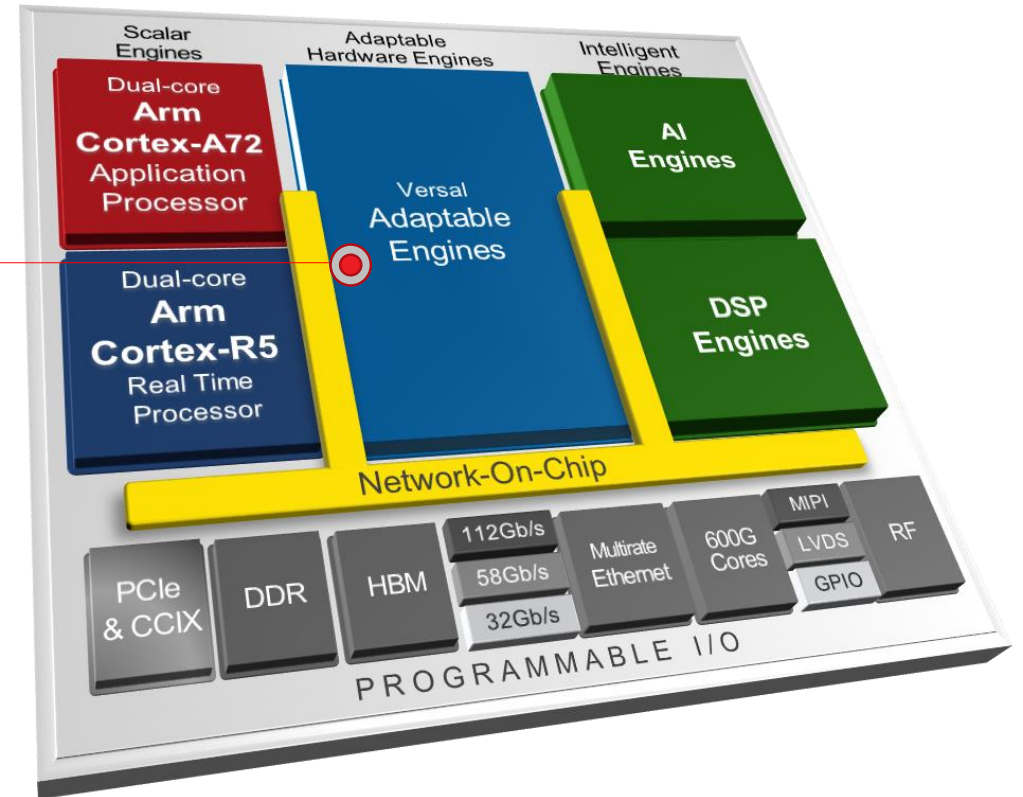 Scalar
Engines
Adaptable
Hardware Engines
Intelligent
Engines
Dual-core
Arm
Cortex-A72
Application
Processor
Dual-core
Arm
Cortex-R5
Real Time
Processor
Versal
Adaptable
Engines
AI
Engines
DSP
Engines
Network-On-Chip
PCIe
& CCIX
DDR
HBM
112Gb/s
58Gb/s
32Gb/s
Multirate
Ethernet
600G
Cores
MIPI
LVDS
GPIO
RF
PROGRAMMABLE I/O